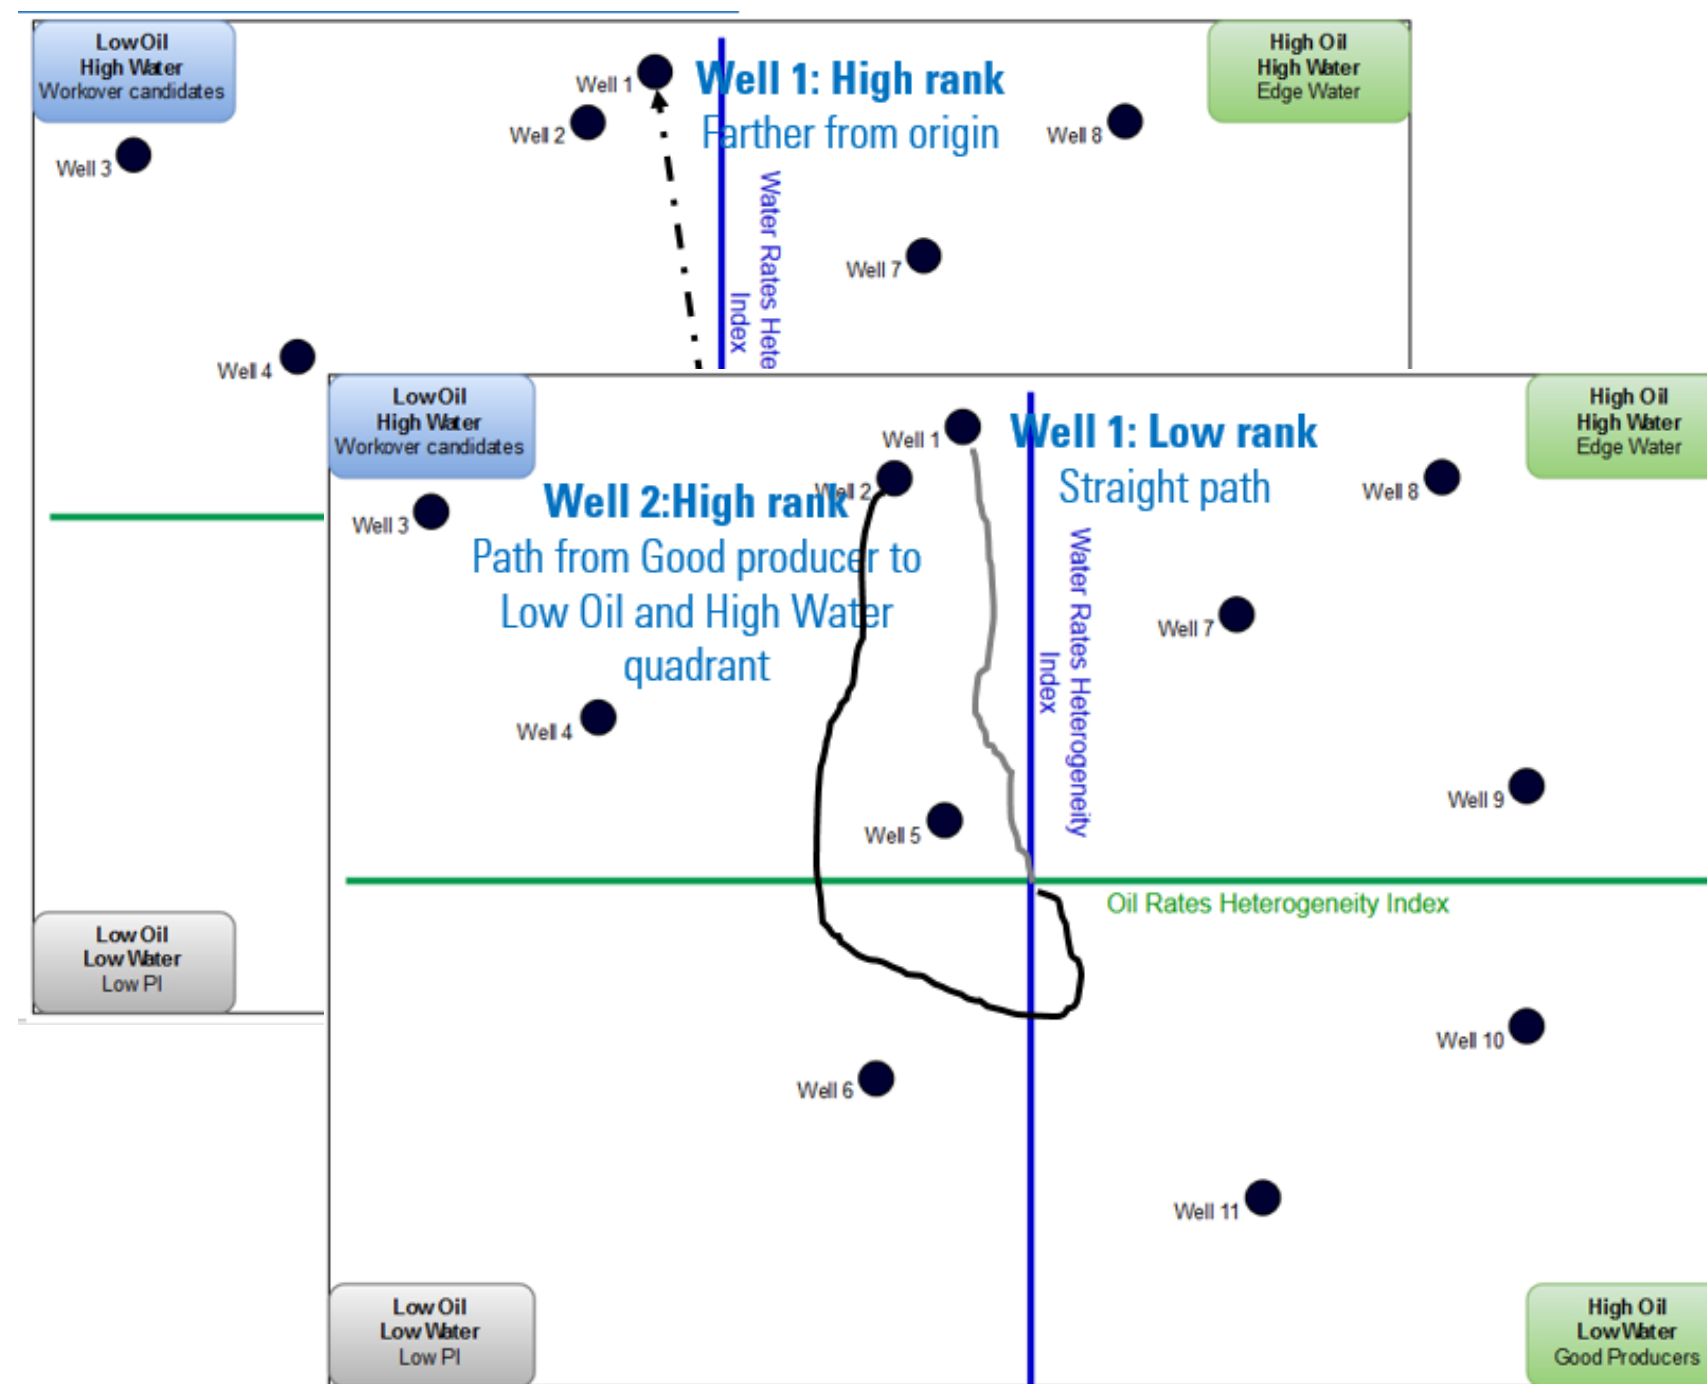 Low Oil
High Water
Workover candidates
Well 1
Well 1: High rank
Farther from origin
High Oil
High Water
Edge Water
Well 2
Well 8
Well 3
Water Rates Hete
Index
Well 7
Well 4
Low Oil
Low Water
Low PI
Low Oil
High Water
Workover candidates
Well 1
Well 1: Low rank
Straight path
High Oil
High Water
Edge Water
Well 2
Well 2:High rank
Path from Good producer to
Low Oil and High Water
quadrant
Well 3
Well 8
Water Rates Heterogeneity
Index
Well 7
Well 4
Well 5
Well 9
Oil Rates Heterogeneity Index
Well 10
Well 6
Well 11
Low Oil
Low Water
Low PI
High Oil
Low Water
Good Producers